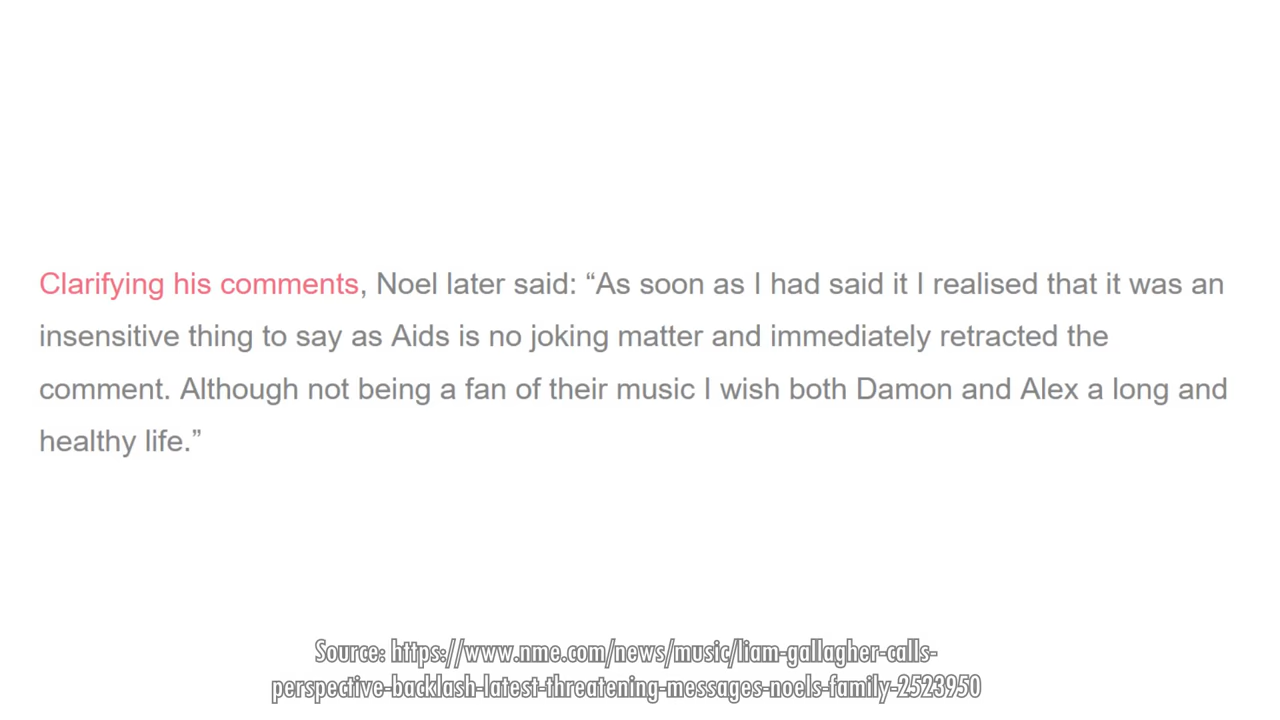 Clarifying his comments, Noel later said: “As soon as I had said it I realised that it was an
insensitive thing to say as Aids is no joking matter and immediately retracted the
comment. Although not being a fan of their music I wish both Damon and Alex a long and
healthy life.”
Source: https://www.nme.com/news/music/liam-gallagher-calls-
perspective-backlash-latest-threatening-messages-noels-family-2523950